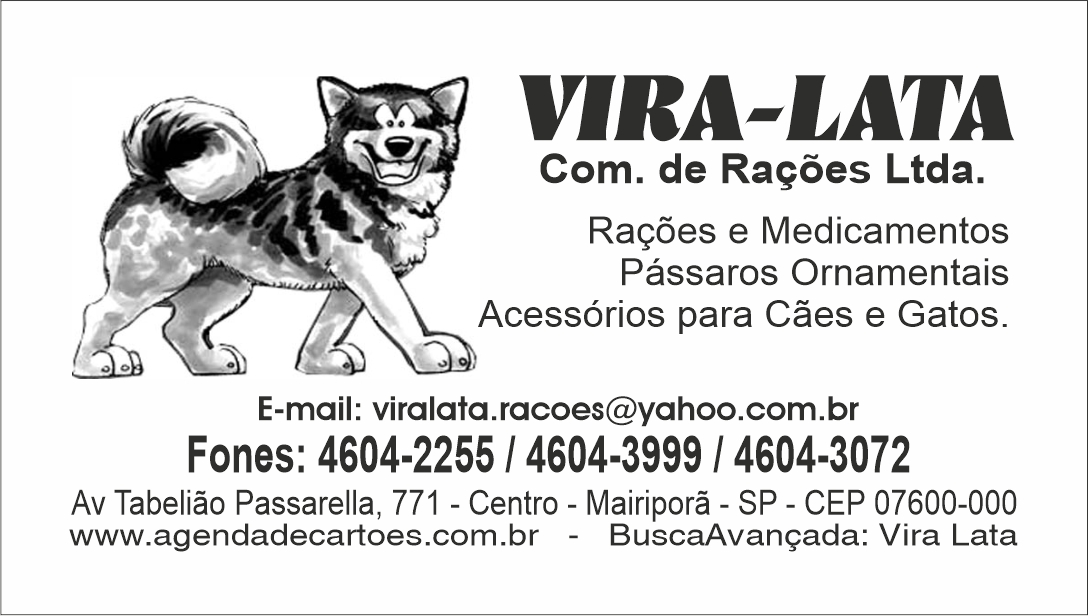 VIRA-LATA
Com. de Rações Ltda.
Rações e Medicamentos
Pássaros Ornamentais
Acessórios para Cães e Gatos.
E-mail: viralata.racoes@yahoo.com.br
Fones: 4604-2255 / 4604-3999 / 4604-3072
Av Tabelião Passarella, 771 - Centro - Mairiporã - SP - CEP 07600-000
www.agendadecartoes.com.br - BuscaAvançada: Vira Lata